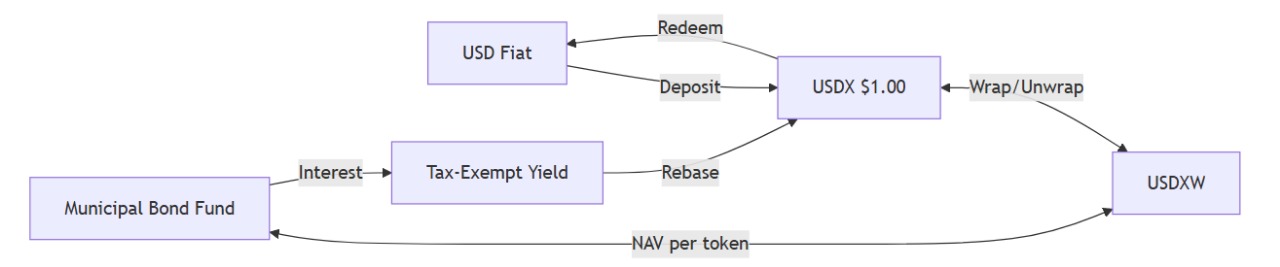 Redeem
USD Fiat
Deposit
USDX $1.00
Wrap/Unwrap
Interest
Tax-Exempt Yield
Rebase
USDXW
Municipal Bond Fund
NAV per token